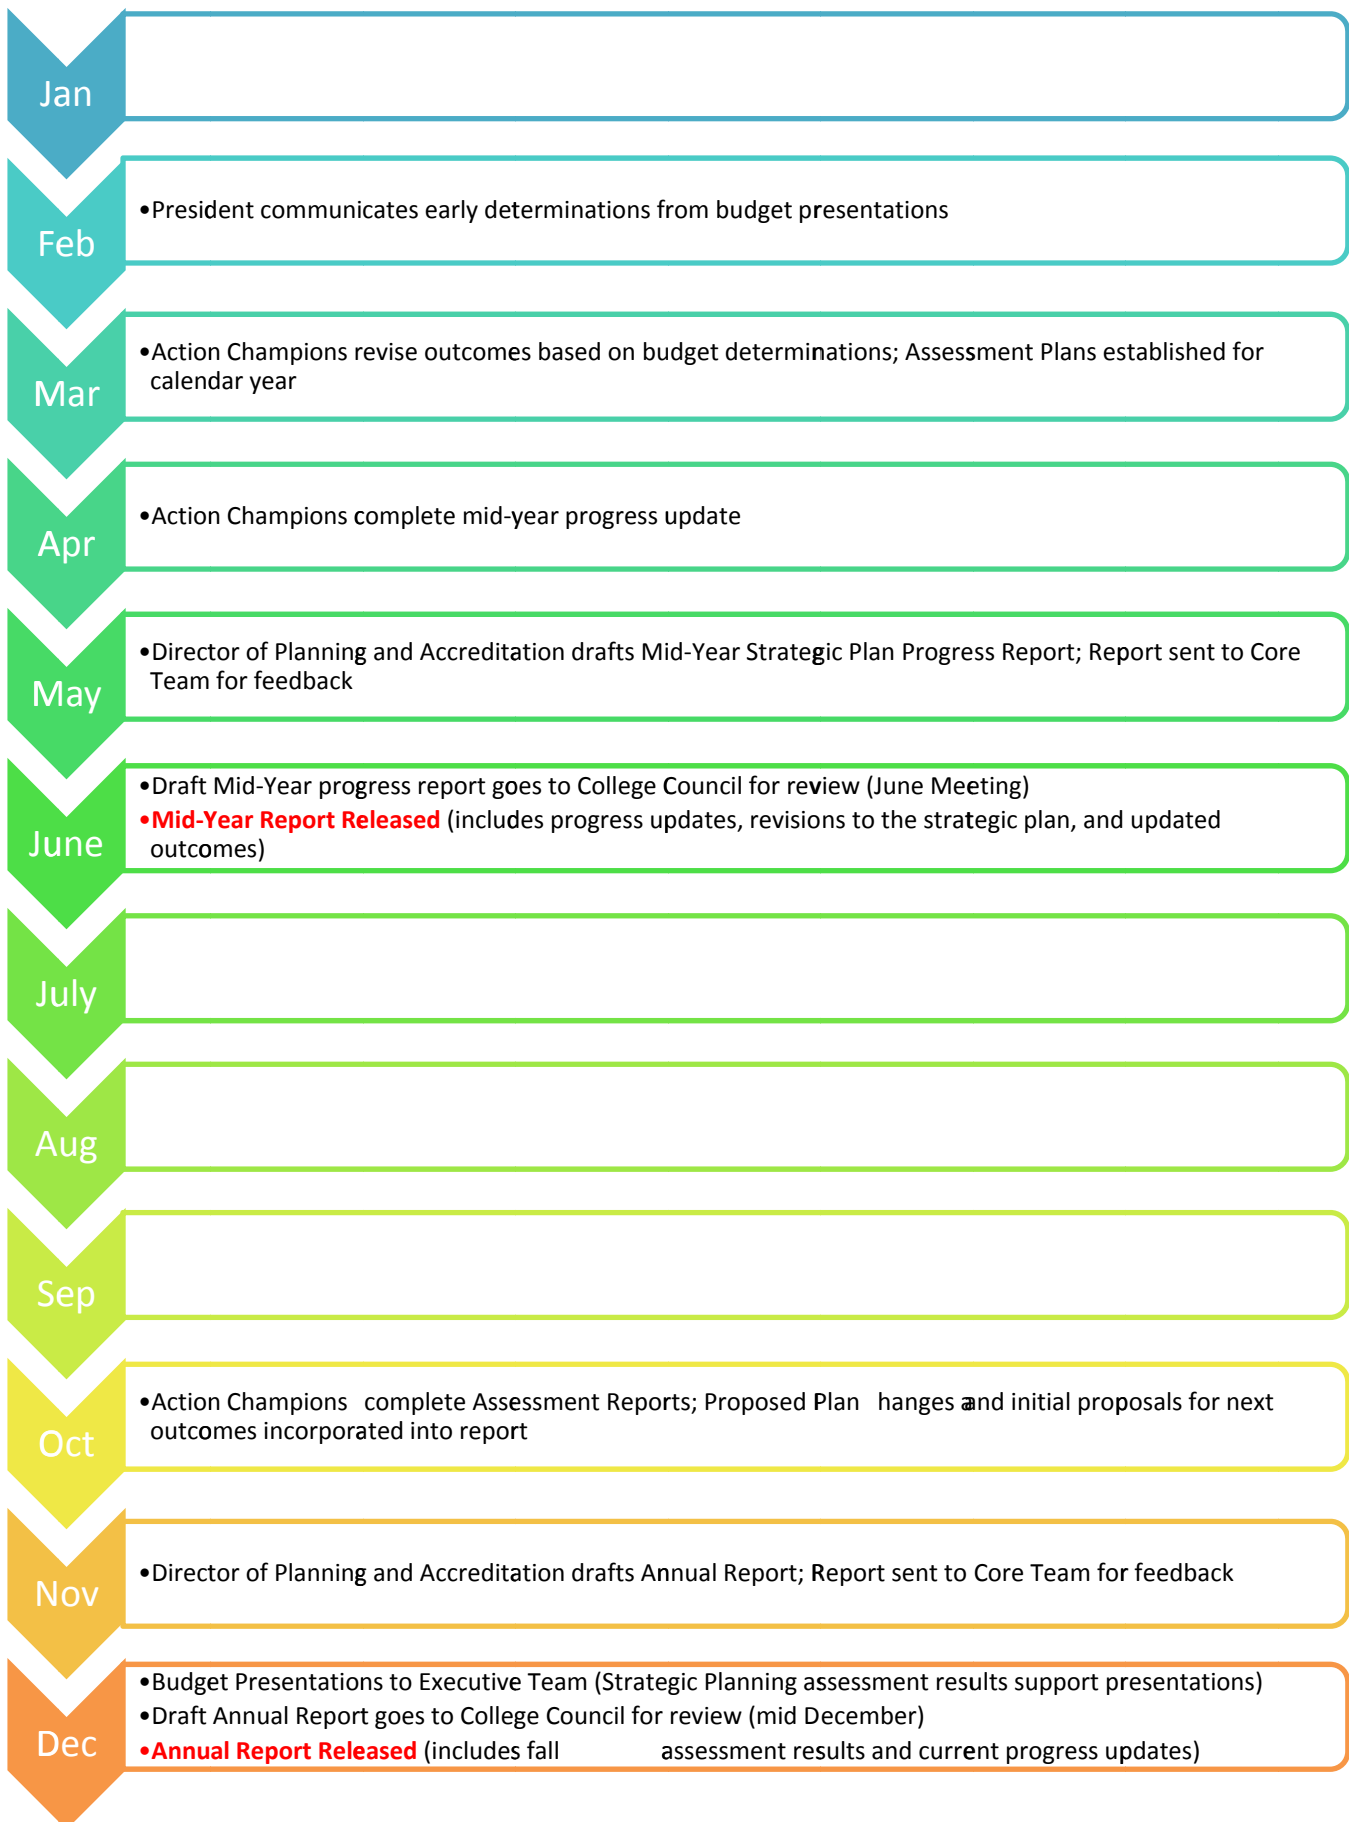 Jan
Feb
•President communicates early determinations from budget presentations
Mar
•Action Champions revise outcomes based on budget determinations; Assessment Plans established for
calendar year
Apr
•Action Champions complete mid-year progress update
May
•Director of Planning and Accreditation drafts Mid-Year Strategic Plan Progress Report; Report sent to Core
Team for feedback
June
•Draft Mid-Year progress report goes to College Council for review (June Meeting)
•Mid-Year Report Released (includes progress updates, revisions to the strategic plan, and updated
outcomes)
July
Aug
Sep
Oct
•Action Champions complete Assessment Reports; Proposed Plan hanges and initial proposals for next
outcomes incorporated into report
Nov
•Director of Planning and Accreditation drafts Annual Report; Report sent to Core Team for feedback
Dec
•Budget Presentations to Executive Team (Strategic Planning assessment results support presentations)
•Draft Annual Report goes to College Council for review (mid December)
•Annual Report Released (includes fall assessment results and current progress updates)